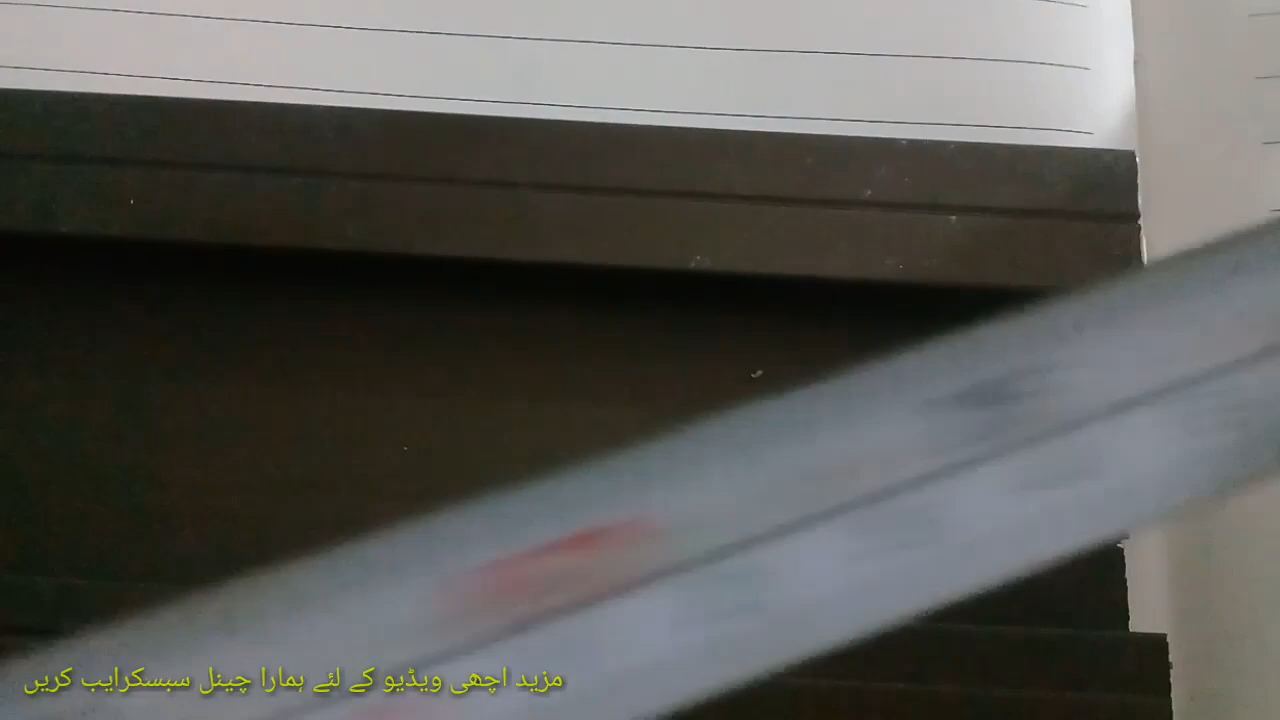 مزید اچھی ویڈیو کے لئے ہمارا چینل سبسکرایب کریں